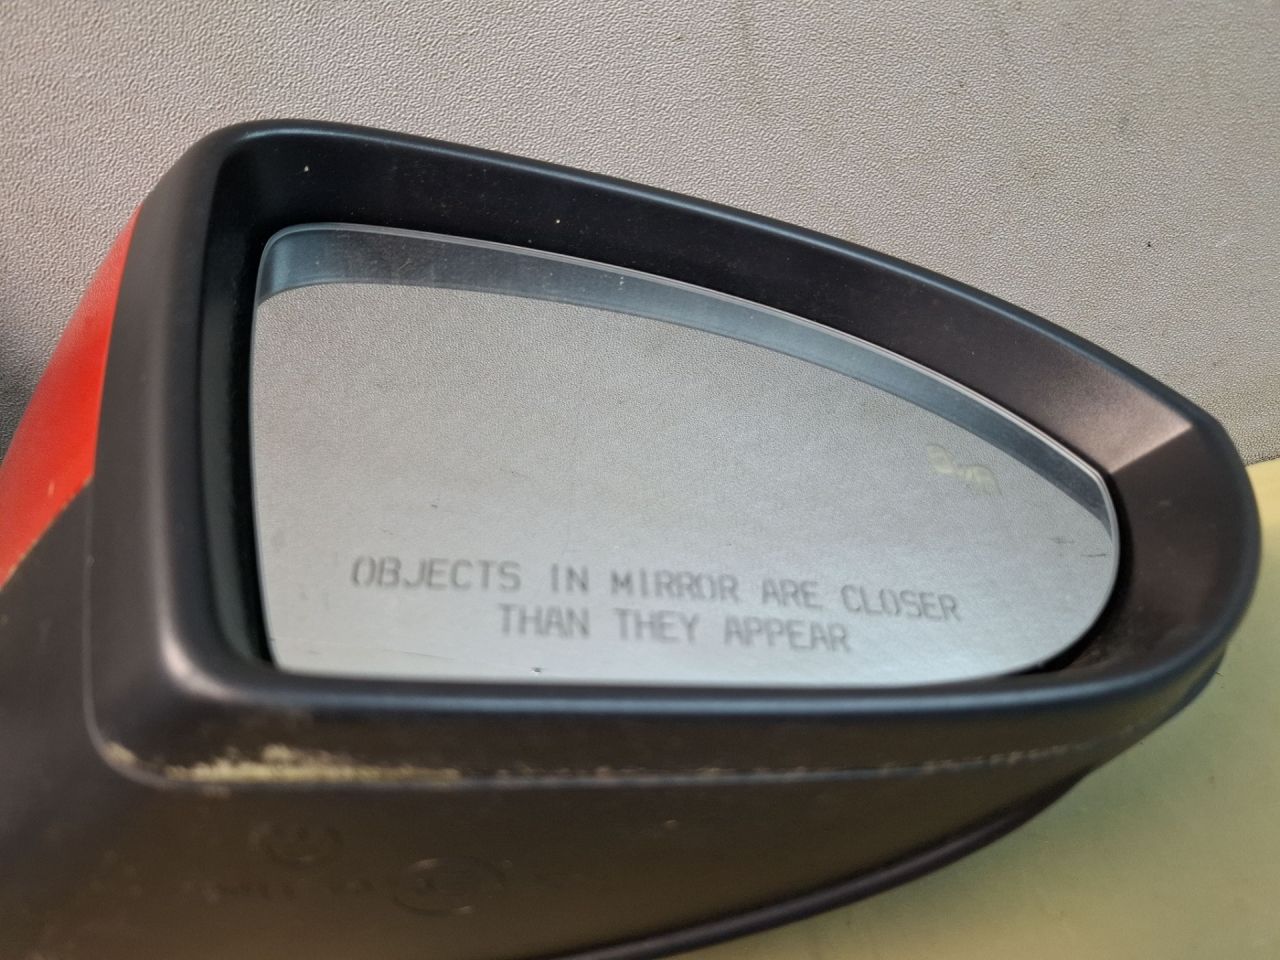 OBJECTS IN MIRROR ARE CLOSER
THAN THEY APPEAR